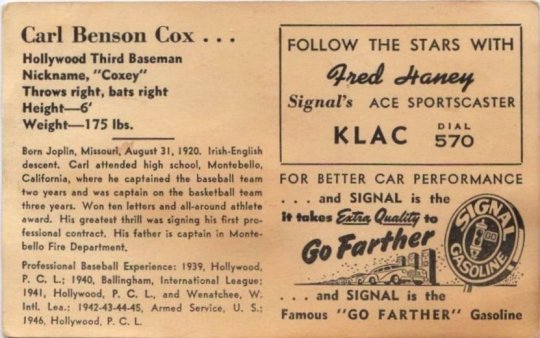 Carl Benson Cox . . .
Hollywood Third Baseman
Nickname, "Coxey"
Throws right, bats right
Height—6'
Weight—175 lbs.
Born Joplin, Missouri, August 31, 1920. Irish-English
descent. Carl attended high school, Montebello,
California, where he captained the baseball team
two years and was captain on the basketball team
three years. Won ten letters and all-around athlete
award. His greatest thrill was signing his first pro-
fessional contract. His father is captain in Monte-
bello Fire Department.
Professional Baseball Experience: 1939, Hollywood,
P. C. L.; 1940, Ballingham, International League;
1941, Hollywood, P. C. L., and Wenatchee, W.
Intl. Lea.; 1942-43-44-45, Armed Service, U. S.;
1946, Hollywood, P. C. L.
FOLLOW THE STARS WITH
Fred Haney
Signal's ACE SPORTSCASTER
KLAC DIAL 570
FOR BETTER CAR PERFORMANCE
. . . and SIGNAL is the
it takes Extra Quality to
Go Farther
SIGNAL
GO
GASOLINE
. . . and SIGNAL is the
Famous "GO FARTHER" Gasoline